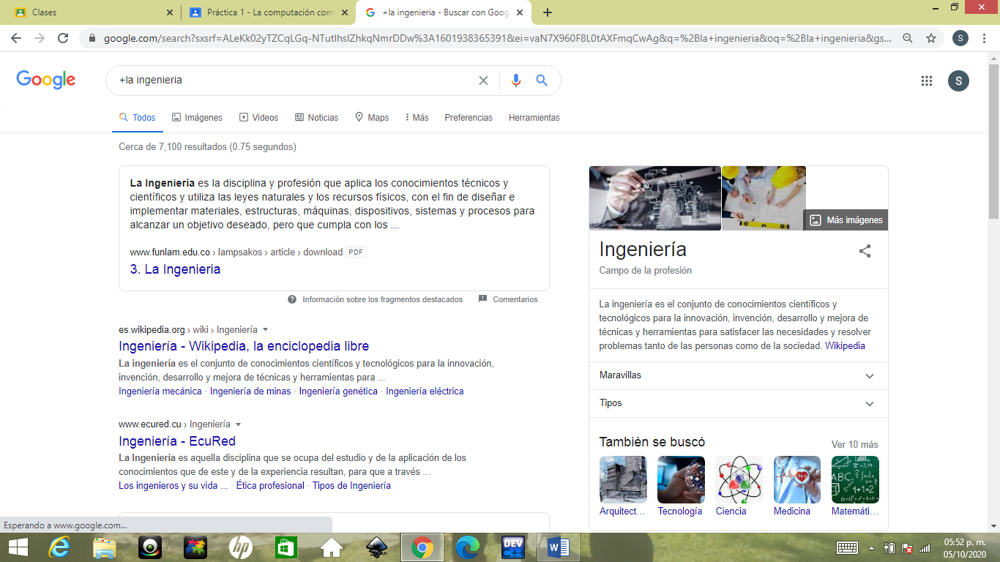 Clases
Práctica 1 - La computación com
+la ingenieria - Buscar con Goog
google.com/search?sxsrf=ALeKk02yTZCqLGq-NTutlhslZhkqNmrDDw%3A1601938365391&ei=vaN7X960F8L0tAXFmqCwAg&q=%2Bla+ingenieria&oq=%2Bla+ingenieria&gs...
S
Google
+la ingenieria
S
Todos
Imágenes
Videos
Noticias
Maps
Más
Preferencias
Herramientas
Cerca de 7,100 resultados (0.75 segundos)
La Ingeniería es la disciplina y profesión que aplica los conocimientos técnicos y
científicos y utiliza las leyes naturales y los recursos físicos, con el fin de diseñar e
implementar materiales, estructuras, máquinas, dispositivos, sistemas y procesos para
alcanzar un objetivo deseado, pero que cumpla con los ...
www.funlam.edu.co › lampsakos › article › download PDF
3. La Ingenieria
Información sobre los fragmentos destacados
Comentarios
es.wikipedia.org › wiki › Ingeniería
Ingeniería - Wikipedia, la enciclopedia libre
La ingeniería es el conjunto de conocimientos científicos y tecnológicos para la innovación,
invención, desarrollo y mejora de técnicas y herramientas para ...
Ingeniería mecánica · Ingeniería de minas · Ingeniería genética · Ingeniería eléctrica
www.ecured.cu › Ingeniería
Ingeniería - EcuRed
La Ingeniería es aquella disciplina que se ocupa del estudio y de la aplicación de los
conocimientos que de este y de la experiencia resultan, para que a través ...
Los ingenieros y su vida ... · Ética profesional · Tipos de Ingeniería
Más imágenes
Ingeniería
Campo de la profesión
La ingeniería es el conjunto de conocimientos científicos y
tecnológicos para la innovación, invención, desarrollo y mejora de
técnicas y herramientas para satisfacer las necesidades y resolver
problemas tanto de las personas como de la sociedad. Wikipedia
Maravillas
Tipos
También se buscó
Ver 10 más
Arquitect...
Tecnología
Ciencia
Medicina
Matemáti...
Esperando a www.google.com...
hp
DEV
C++
05:52 p. m.
05/10/2020